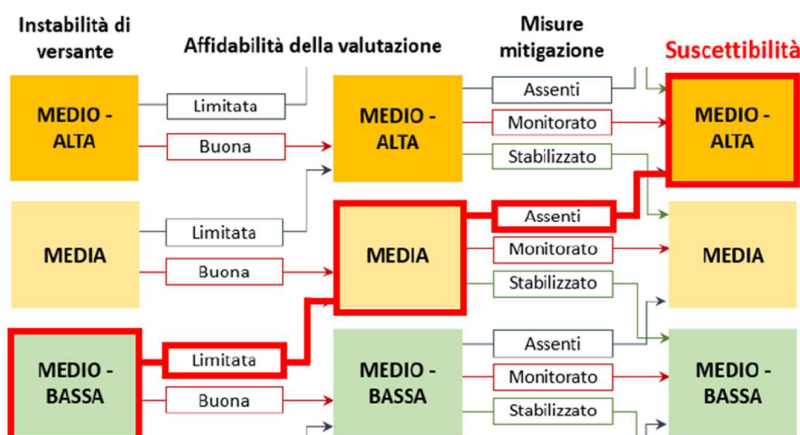 Instabilità di
versante
Affidabilità della valutazione
Misure
mitigazione
Suscettibilità
MEDIO -
ALTA
Limitata
Buona
MEDIO -
ALTA
Assenti
Monitorato
Stabilizzato
MEDIO -
ALTA
MEDIA
Limitata
Buona
MEDIA
Assenti
Monitorato
Stabilizzato
MEDIA
MEDIO -
BASSA
Limitata
Buona
MEDIO -
BASSA
Assenti
Monitorato
Stabilizzato
MEDIO -
BASSA